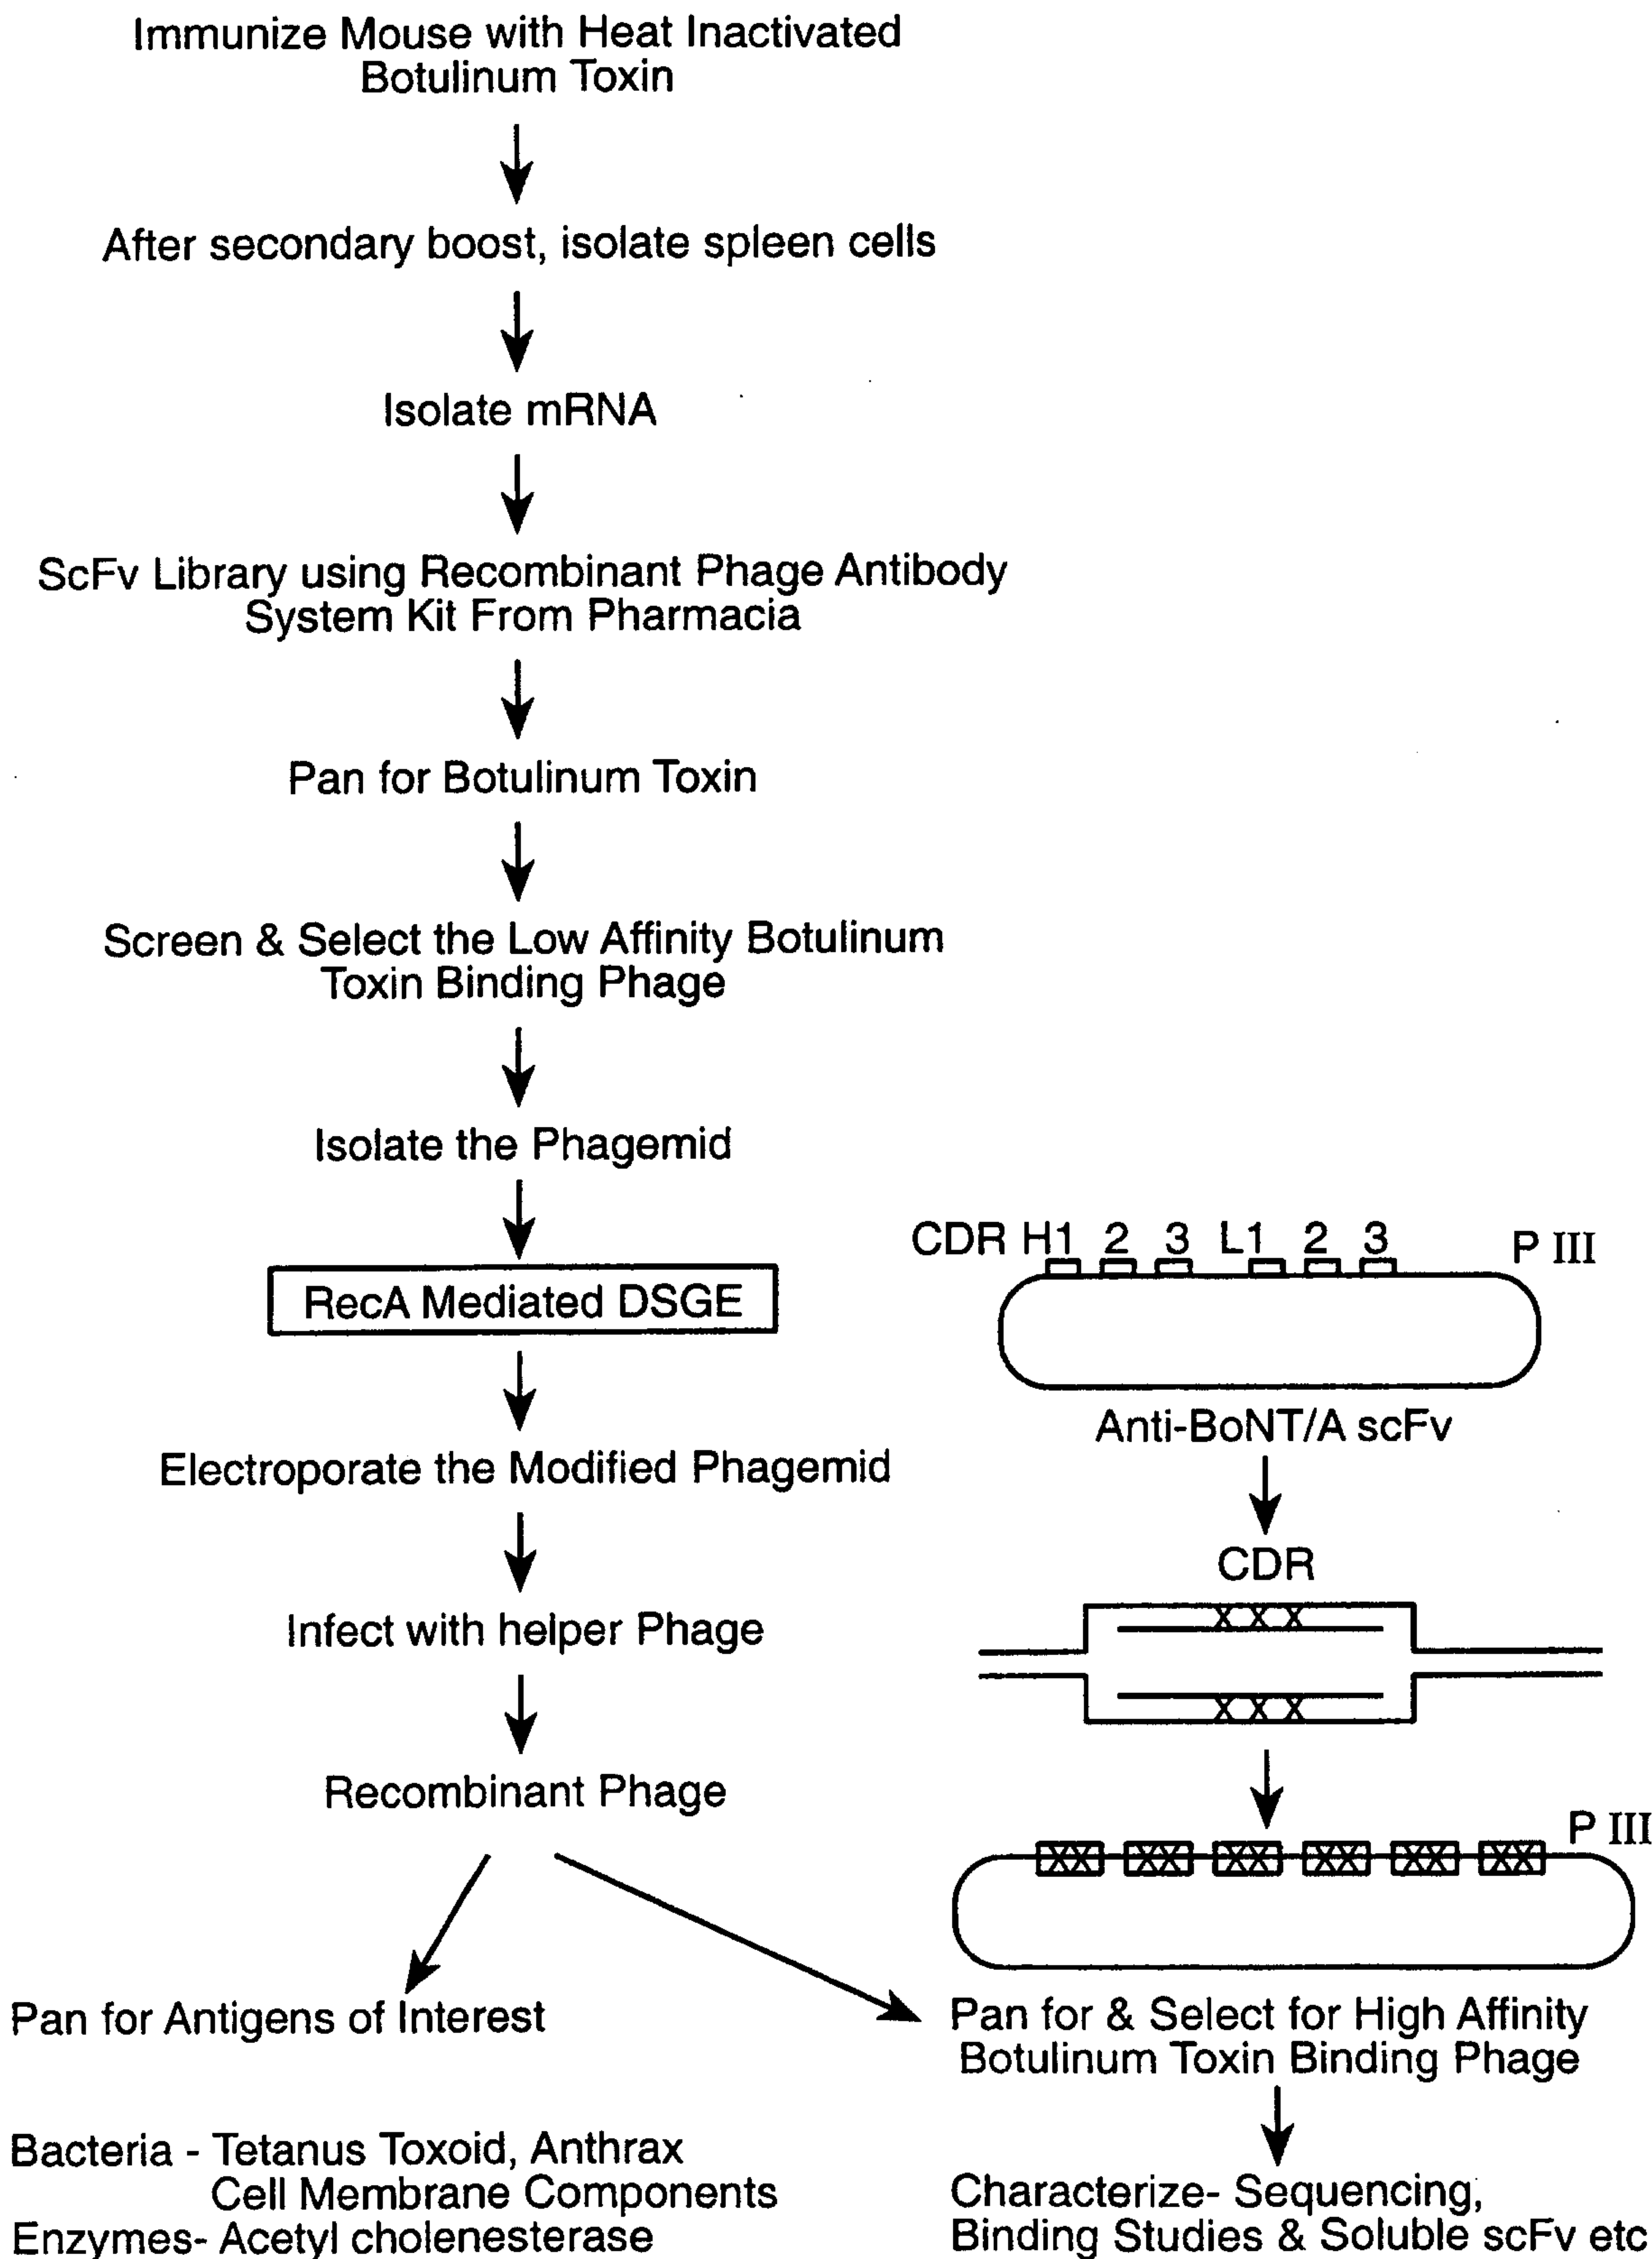 Immunize Mouse with Heat Inactivated
Botulinum Toxin
After secondary boost, isolate spleen cells
Isolate mRNA
ScFv Library using Recombinant Phage Antibody
System Kit From Pharmacia
Pan for Botulinum Toxin
Screen & Select the Low Affinity Botulinum
Toxin Binding Phage
Isolate the Phagemid
RecA Mediated DSGE
Electroporate the Modified Phagemid
Infect with helper Phage
Recombinant Phage
Pan for Antigens of Interest
Bacteria - Tetanus Toxoid, Anthrax
Cell Membrane Components
Enzymes- Acetyl cholenesterase
CDR H1 2 3 L1 2 3 P III
Anti-BoNT/A scFv
CDR
P III
Pan for & Select for High Affinity
Botulinum Toxin Binding Phage
Characterize- Sequencing,
Binding Studies & Soluble scFv etc